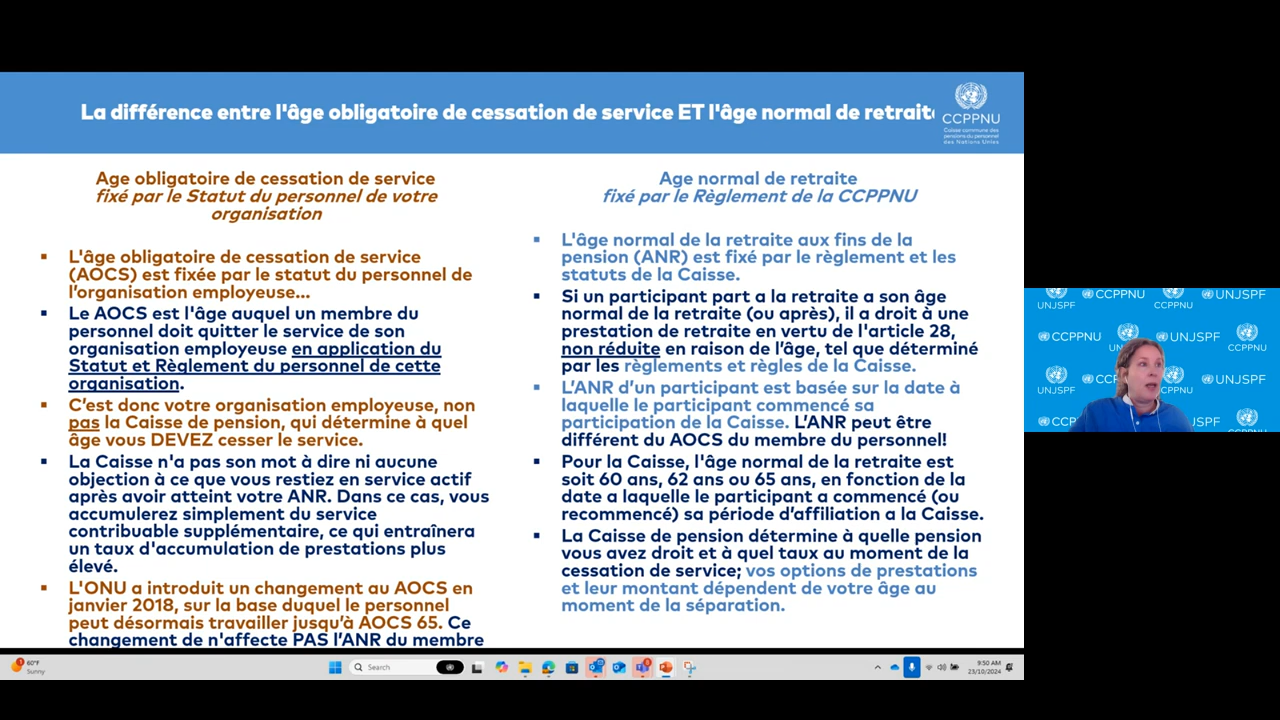 La différence entre l'âge obligatoire de cessation de service ET l'âge normal de retraite
CCPPNU
Caisse commune des
pensions du personnel
des Nations Unies
Age obligatoire de cessation de service
fixé par le Statut du personnel de votre
organisation
L'âge obligatoire de cessation de service
(AOCS) est fixée par le statut du personnel de
l'organisation employeuse...
Le AOCS est l'âge auquel un membre du
personnel doit quitter le service de son
organisation employeuse en application du
Statut et Règlement du personnel de cette
organisation.
C'est donc votre organisation employeuse, non
pas la Caisse de pension, qui détermine à quel
âge vous DEVEZ cesser le service.
La Caisse n'a pas son mot à dire ni aucune
objection à ce que vous restiez en service actif
après avoir atteint votre ANR. Dans ce cas, vous
accumulerez simplement du service
contribuable supplémentaire, ce qui entraînera
un taux d'accumulation de prestations plus
élevé.
L'ONU a introduit un changement au AOCS en
janvier 2018, sur la base duquel le personnel
peut désormais travailler jusqu'à AOCS 65. Ce
changement de n'affecte PAS l'ANR du membre
Age normal de retraite
fixé par le Règlement de la CCPPNU
L'âge normal de la retraite aux fins de la
pension (ANR) est fixé par le règlement et les
statuts de la Caisse.
Si un participant part a la retraite a son âge
normal de la retraite (ou après), il a droit à une
prestation de retraite en vertu de l'article 28,
non réduite en raison de l'âge, tel que déterminé
par les règlements et règles de la Caisse.
L'ANR d'un participant est basée sur la date à
laquelle le participant commencé sa
participation de la Caisse. L'ANR peut être
différent du AOCS du membre du personnel!
Pour la Caisse, l'âge normal de la retraite est
soit 60 ans, 62 ans ou 65 ans, en fonction de la
date a laquelle le participant a commencé (ou
recommencé) sa période d'affiliation a la Caisse.
La Caisse de pension détermine à quelle pension
vous avez droit et à quel taux au moment de la
cessation de service; vos options de prestations
et leur montant dépendent de votre âge au
moment de la séparation.
UNJSPF CCPPNU CCPPNU UNJSPF
CCPPNU UNJSPF CCPPNU
UNJSPF UNJSPF
60°F
Sunny
Search
9:50 AM
23/10/2024